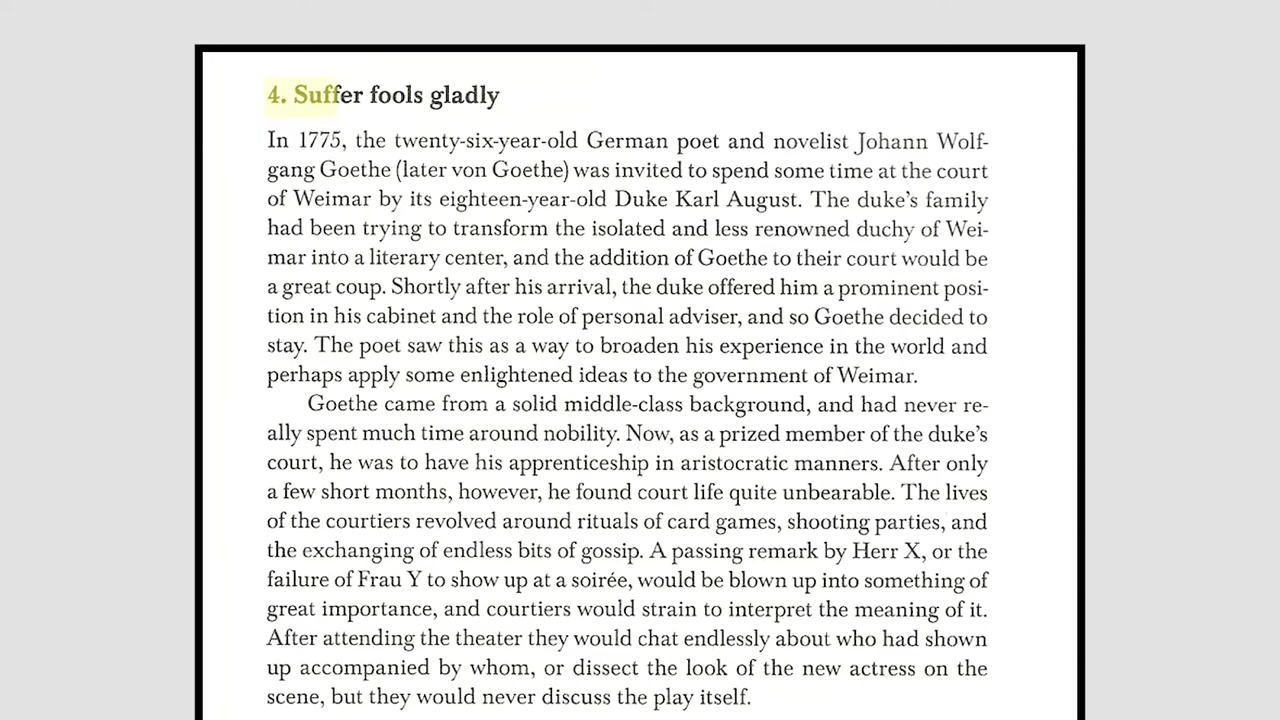 4. Suffer fools gladly
In 1775, the twenty-six-year-old German poet and novelist Johann Wolf-
gang Goethe (later von Goethe) was invited to spend some time at the court
of Weimar by its eighteen-year-old Duke Karl August. The duke's family
had been trying to transform the isolated and less renowned duchy of Wei-
mar into a literary center, and the addition of Goethe to their court would be
a great coup. Shortly after his arrival, the duke offered him a prominent posi-
tion in his cabinet and the role of personal adviser, and so Goethe decided to
stay. The poet saw this as a way to broaden his experience in the world and
perhaps apply some enlightened ideas to the government of Weimar.
Goethe came from a solid middle-class background, and had never re-
ally spent much time around nobility. Now, as a prized member of the duke's
court, he was to have his apprenticeship in aristocratic manners. After only
a few short months, however, he found court life quite unbearable. The lives
of the courtiers revolved around rituals of card games, shooting parties, and
the exchanging of endless bits of gossip. A passing remark by Herr X, or the
failure of Frau Y to show up at a soirée, would be blown up into something of
great importance, and courtiers would strain to interpret the meaning of it.
After attending the theater they would chat endlessly about who had shown
up accompanied by whom, or dissect the look of the new actress on the
scene, but they would never discuss the play itself.